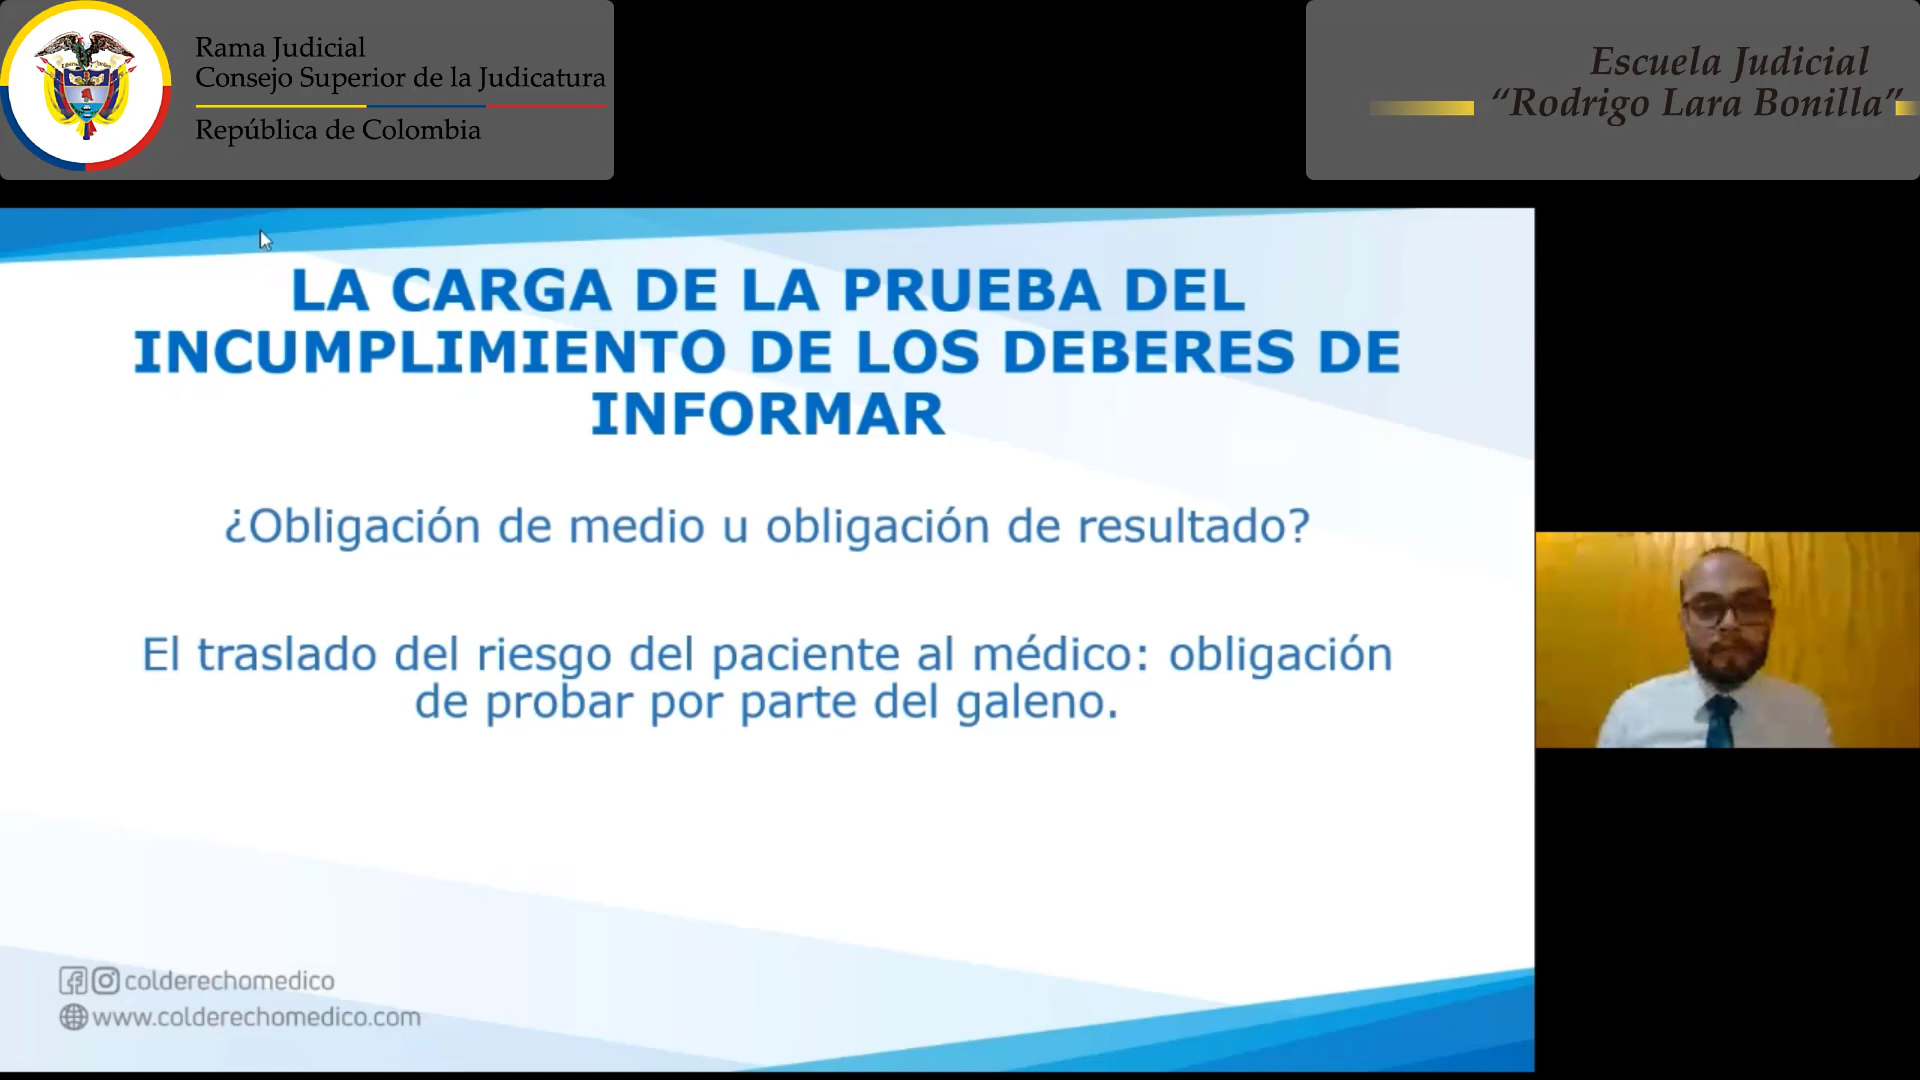 Rama Judicial
Consejo Superior de la Judicatura
República de Colombia
Escuela Judicial
“Rodrigo Lara Bonilla”
LA CARGA DE LA PRUEBA DEL
INCUMPLIMIENTO DE LOS DEBERES DE
INFORMAR
¿Obligación de medio u obligación de resultado?
El traslado del riesgo del paciente al médico: obligación
de probar por parte del galeno.
colderechomedico
www.colderechomedico.com